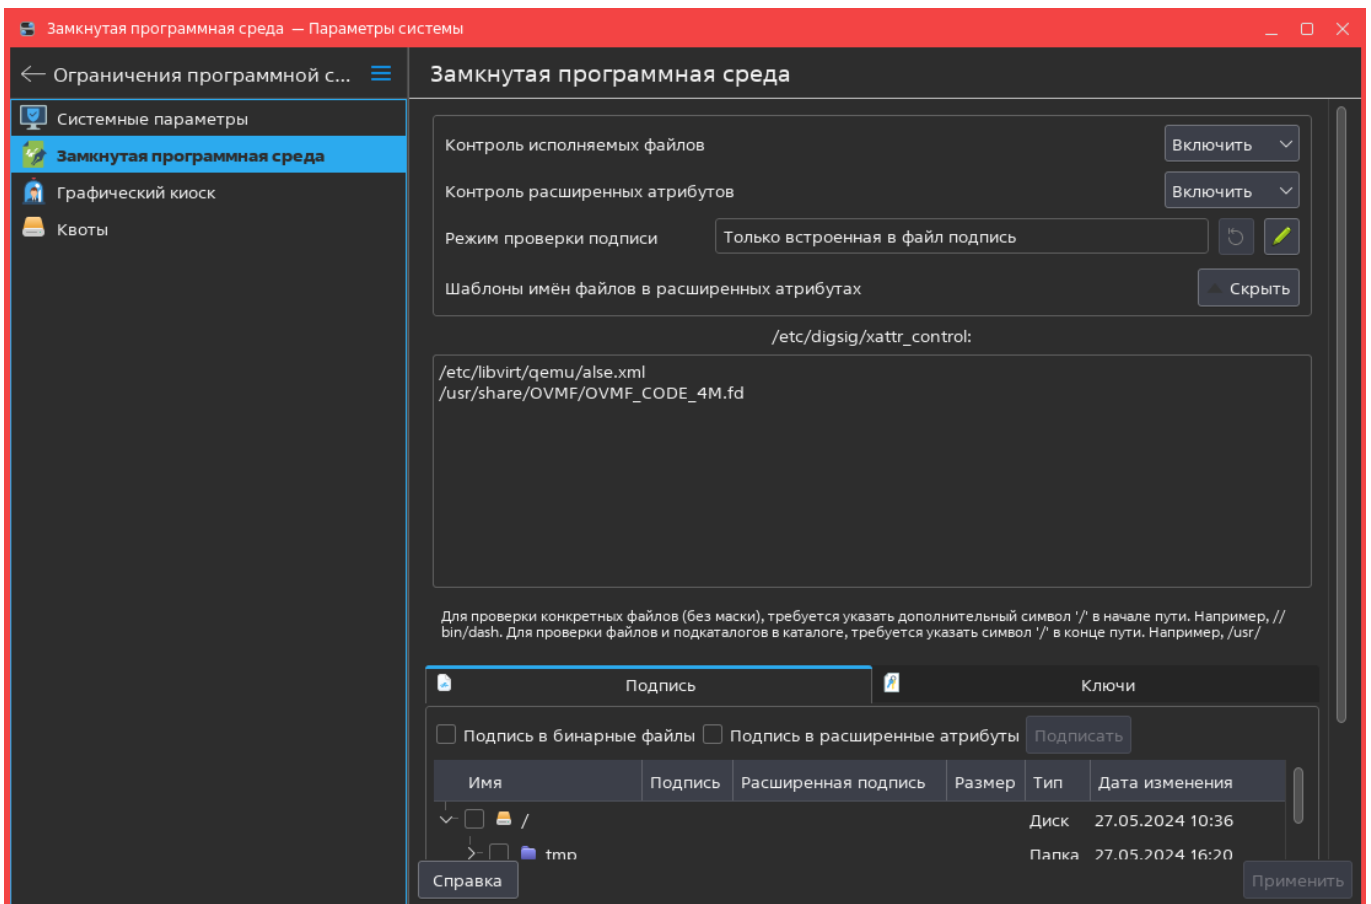 Замкнутая программная среда — Параметры системы
Ограничения программной с...
Замкнутая программная среда
Системные параметры
Замкнутая программная среда
Графический киоск
Квоты
Контроль исполняемых файлов
Включить
Контроль расширенных атрибутов
Включить
Режим проверки подписи
Только встроенная в файл подпись
Шаблоны имён файлов в расширенных атрибутах
Скрыть
/etc/digsig/xattr_control:
/etc/libvirt/qemu/alse.xml
/usr/share/OVMF/OVMF_CODE_4M.fd
Для проверки конкретных файлов (без маски), требуется указать дополнительный символ '/' в начале пути. Например, //
bin/dash. Для проверки файлов и подкаталогов в каталоге, требуется указать символ '/' в конце пути. Например, /usr/
Подпись
Ключи
Подпись в бинарные файлы
Подпись в расширенные атрибуты
Подписать
Имя Подпись Расширенная подпись Размер Тип Дата изменения
/ Диск 27.05.2024 10:36
tmp Папка 27.05.2024 16:20
Справка
Применить